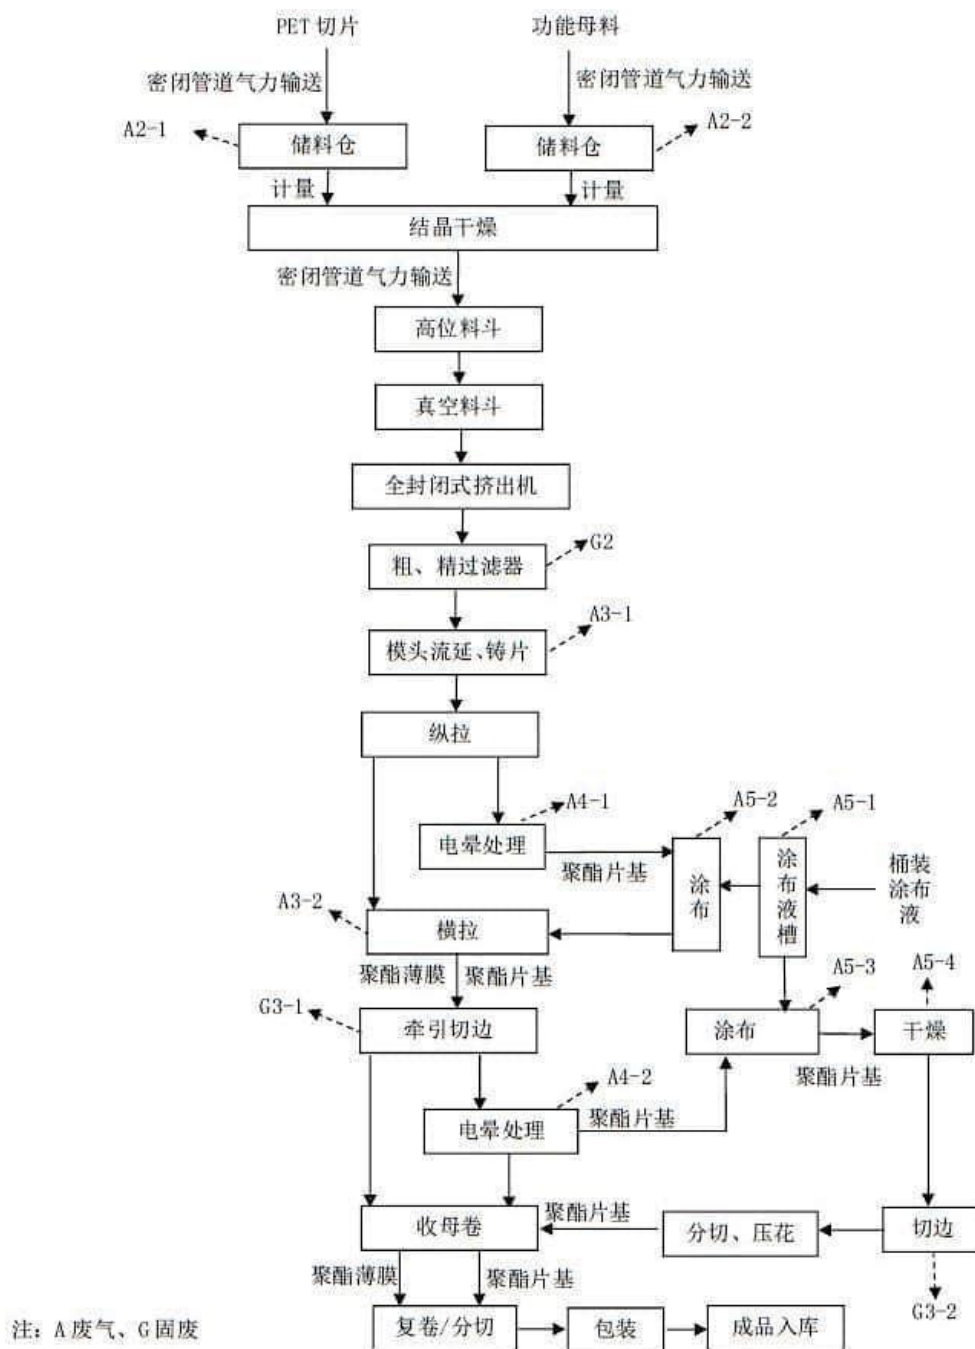 PET 切片
功能母料
密闭管道气力输送
密闭管道气力输送
A2-1
储料仓
储料仓
A2-2
计量
计量
结晶干燥
密闭管道气力输送
高位料斗
真空料斗
全封闭式挤出机
粗、精过滤器
G2
模头流延、铸片
A3-1
纵拉
电晕处理
A4-1
聚酯片基
A5-2
涂布
A5-1
涂布液槽
桶装
涂布
液
A3-2
横拉
聚酯薄膜
聚酯片基
G3-1
牵引切边
涂布
A5-3
聚酯片基
A5-4
干燥
电晕处理
A4-2
聚酯片基
收母卷
聚酯片基
分切、压花
切边
G3-2
聚酯薄膜
聚酯片基
复卷/分切
包装
成品入库
注: A 废气、G 固废